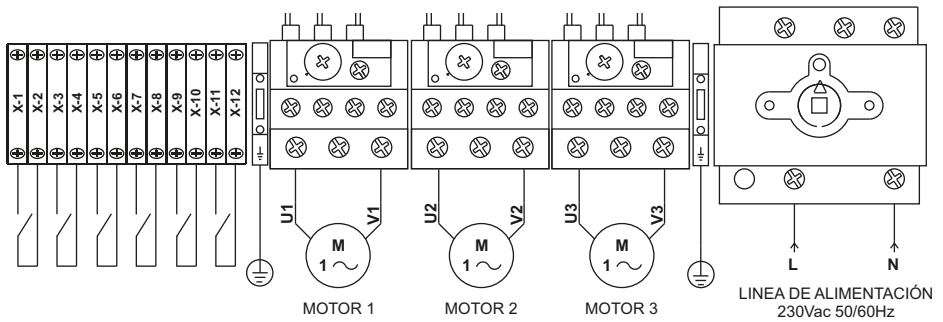 X-1
X-2
X-3
X-4
X-5
X-6
X-7
X-8
X-9
X-10
X-11
X-12
U1
V1
U2
V2
U3
V3
M
1
M
1
M
1
L
N
MOTOR 1
MOTOR 2
MOTOR 3
LINEA DE ALIMENTACIÓN
230Vac 50/60Hz